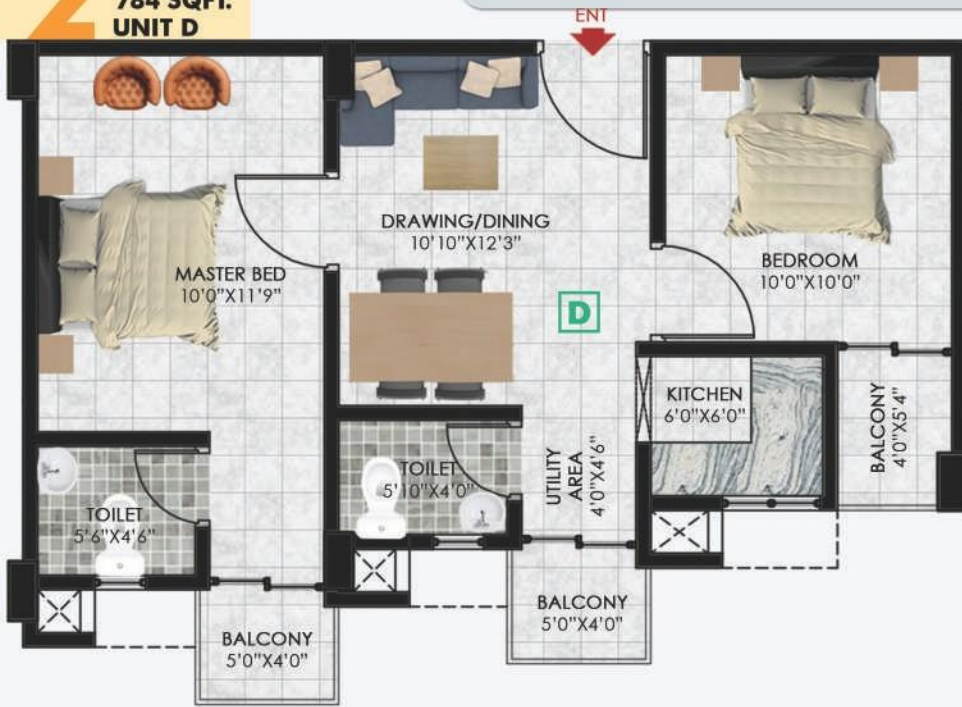 2
784 SQFT.
UNIT D
ENT
DRAWING/DINING
10'10"X12'3"
MASTER BED
10'0"X11'9"
BEDROOM
10'0"X10'0"
D
KITCHEN
6'0"X6'0"
BALCONY
4'0"X5'4"
TOILET
5'10"X4'0"
UTILITY
AREA
4'0"X4'6"
TOILET
5'6"X4'6"
BALCONY
5'0"X4'0"
BALCONY
5'0"X4'0"